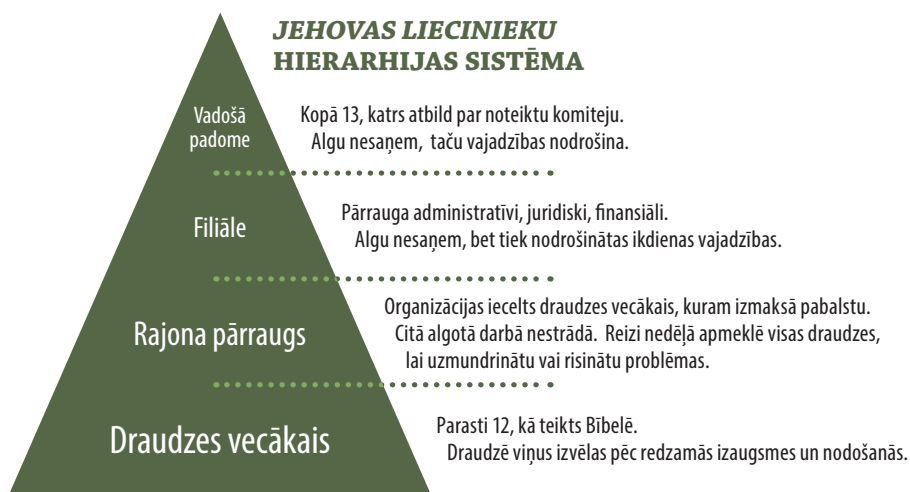 JEHOVAS LIECINIEKU
HIERARHIJAS SISTĒMA
Vadošā
padome
Kopā 13, katrs atbild par noteiktu komiteju.
Algu nesaņem, taču vajadzības nodrošina.
Filiāle
Pārrauga administratīvi, juridiski, finansiāli.
Algu nesaņem, bet tiek nodrošinātas ikdienas vajadzības.
Rajona pārraugs
Organizācijas iecelts draudzes vecākais, kuram izmaksā pabalstu.
Citā algotā darbā nestrādā. Reizi nedēļā apmeklē visas draudzes,
lai uzmundrinātu vai risinātu problēmas.
Draudzes vecākais
Parasti 12, kā teikts Bībelē.
Draudzē viņus izvēlas pēc redzamās izaugsmes un nodošanās.